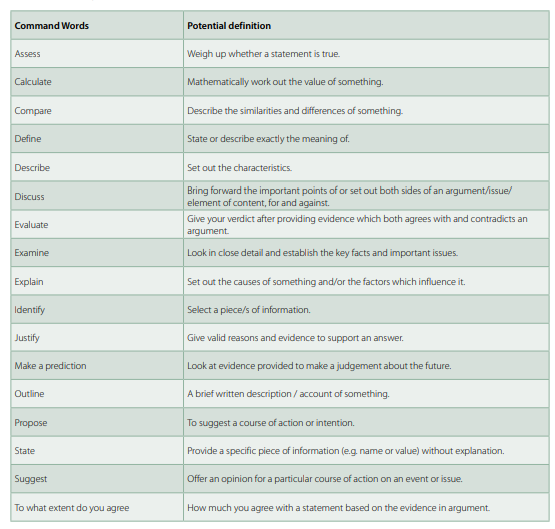 Command Words Potential definition
Assess Weigh up whether a statement is true.
Calculate Mathematically work out the value of something.
Compare Describe the similarities and differences of something.
Define State or describe exactly the meaning of.
Describe Set out the characteristics.
Discuss Bring forward the important points of or set out both sides of an argument/issue/
element of content, for and against.
Evaluate Give your verdict after providing evidence which both agrees with and contradicts an
argument.
Examine Look in close detail and establish the key facts and important issues.
Explain Set out the causes of something and/or the factors which influence it.
Identify Select a piece/s of information.
Justify Give valid reasons and evidence to support an answer.
Make a prediction Look at evidence provided to make a judgement about the future.
Outline A brief written description / account of something.
Propose To suggest a course of action or intention.
State Provide a specific piece of information (e.g. name or value) without explanation.
Suggest Offer an opinion for a particular course of action on an event or issue.
To what extent do you agree How much you agree with a statement based on the evidence in argument.